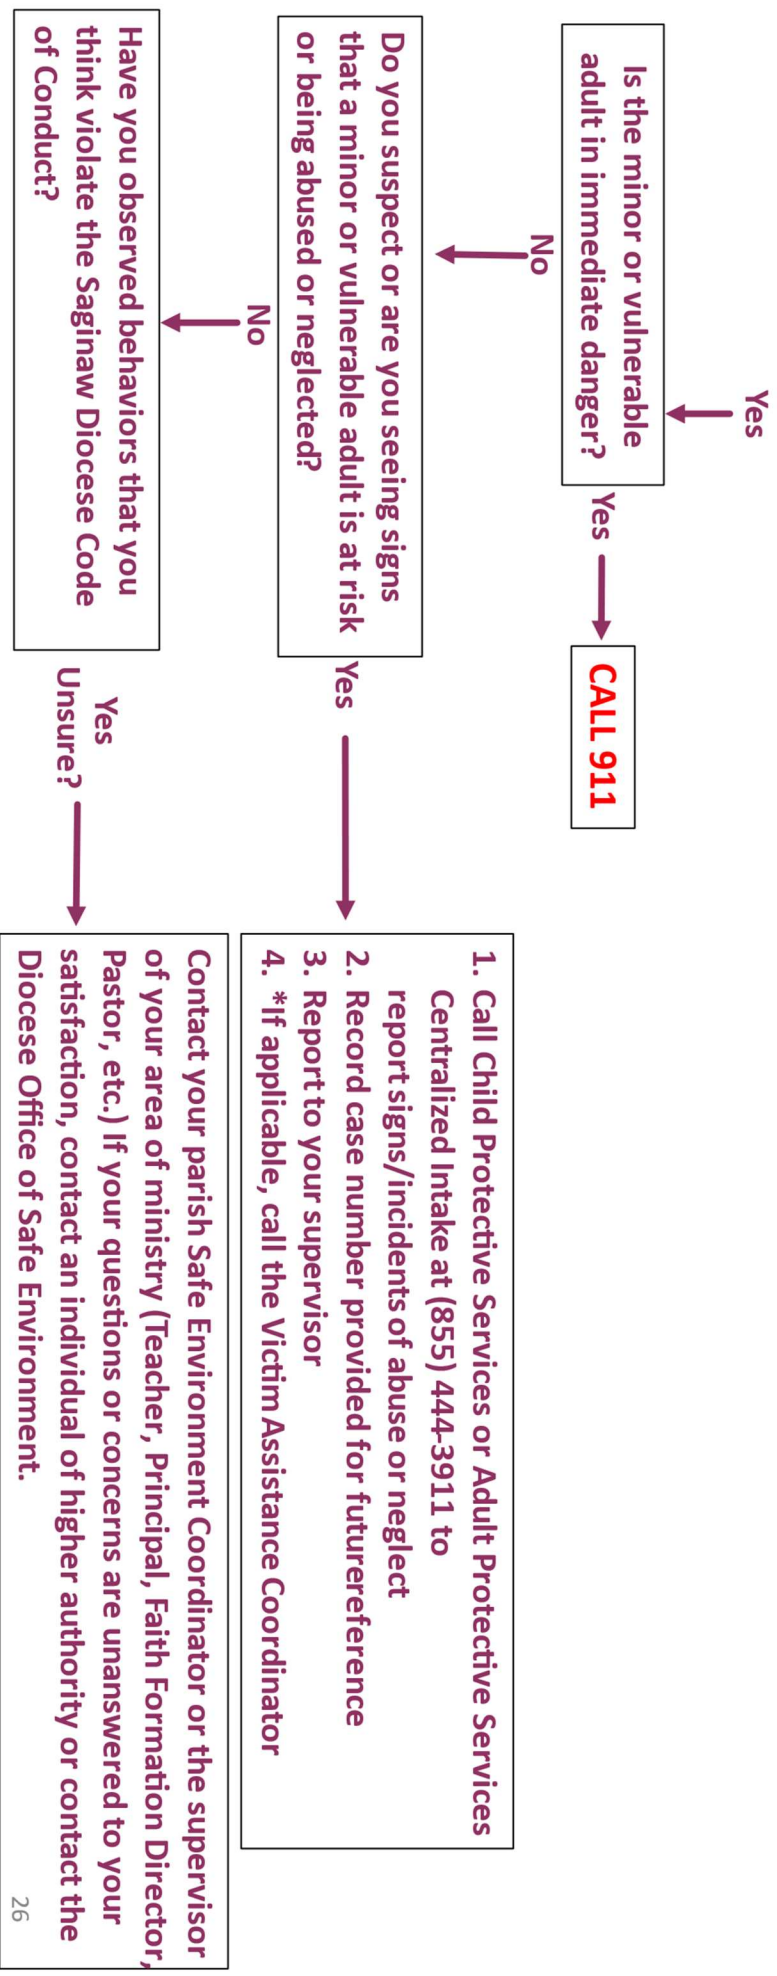 Yes
Is the minor or vulnerable
adult in immediate danger?
Yes
CALL 911
No
Do you suspect or are you seeing signs
that a minor or vulnerable adult is at risk
or being abused or neglected?
Yes
1. Call Child Protective Services or Adult Protective Services
Centralized Intake at (855) 444-3911 to
report signs/incidents of abuse or neglect
2. Record case number provided for futurereference
3. Report to your supervisor
4. *If applicable, call the Victim Assistance Coordinator
No
Have you observed behaviors that you
think violate the Saginaw Diocese Code
of Conduct?
Yes
Unsure?
Contact your parish Safe Environment Coordinator or the supervisor
of your area of ministry (Teacher, Principal, Faith Formation Director,
Pastor, etc.) If your questions or concerns are unanswered to your
satisfaction, contact an individual of higher authority or contact the
Diocese Office of Safe Environment.
26